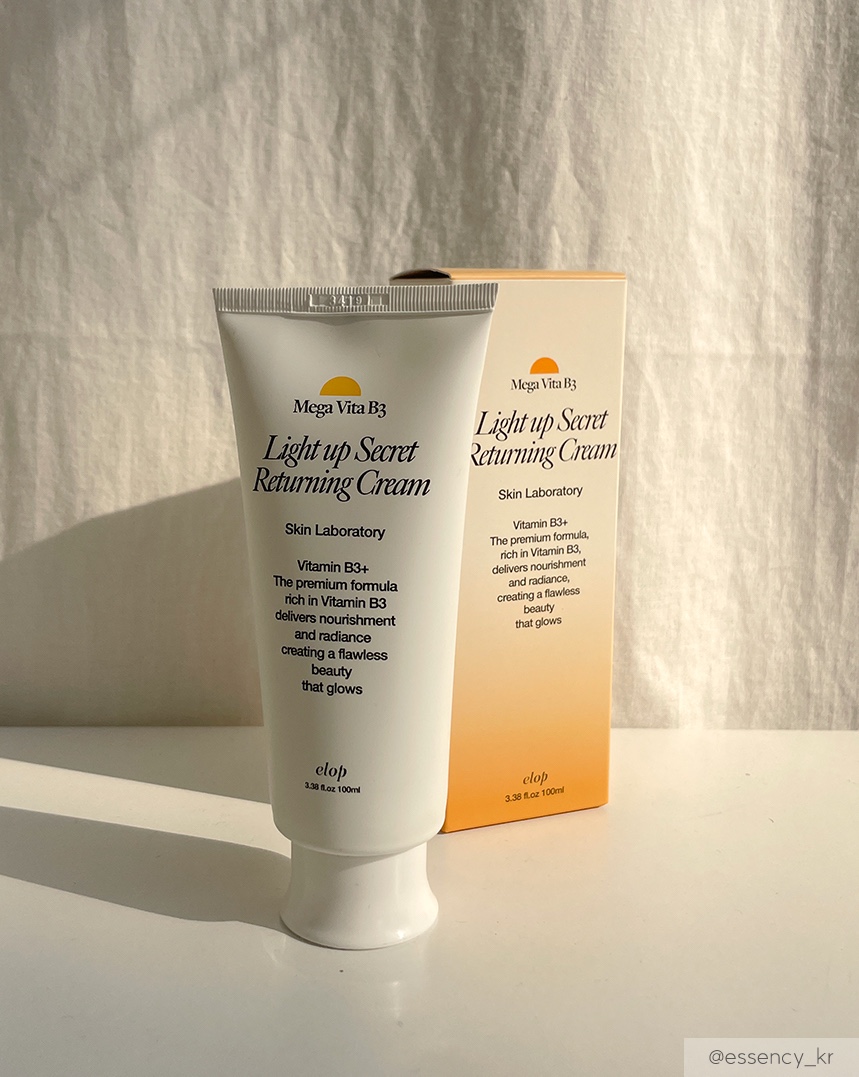 Mega Vita B3
Light up Secret
Returning Cream
Skin Laboratory
Vitamin B3+
The premium formula
rich in Vitamin B3
delivers nourishment
and radiance
creating a flawless
beauty
that glows
elop
3.38 fl.oz 100ml
Mega Vita B3
Light up Secret
Returning Cream
Skin Laboratory
Vitamin B3+
The premium formula,
rich in Vitamin B3,
delivers nourishment
and radiance,
creating a flawless
beauty
that glows
elop
3.38 fl.oz 100ml
@essency_kr